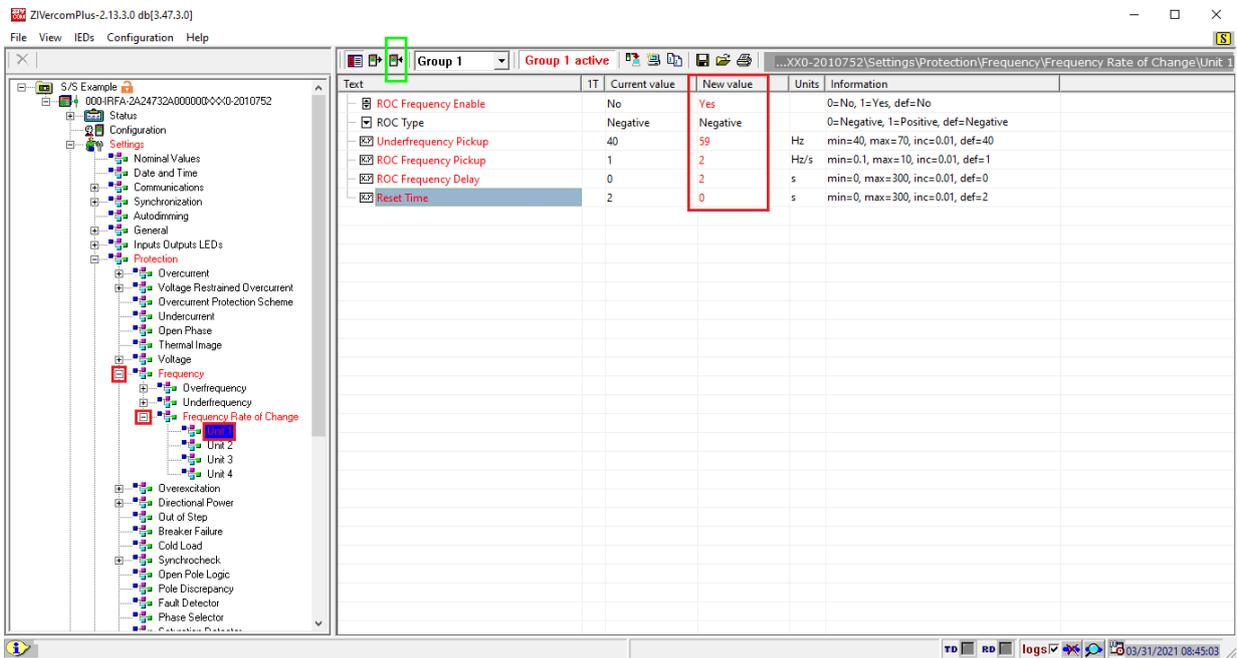 ZIVercomPlus-2.13.3.0 db[3.47.3.0]
File View IEDs Configuration Help
S
Group 1 Group 1 active ...XX0-2010752\Settings\Protection\Frequency\Frequency Rate of Change\Unit 1
Text 1T Current value New value Units Information
ROC Frequency Enable No Yes 0=No, 1=Yes, def=No
ROC Type Negative Negative 0=Negative, 1=Positive, def=Negative
Underfrequency Pickup 40 59 Hz min=40, max=70, inc=0.01, def=40
ROC Frequency Pickup 1 2 Hz/s min=0.1, max=10, inc=0.01, def=1
ROC Frequency Delay 0 2 s min=0, max=300, inc=0.01, def=0
Reset Time 2 0 s min=0, max=300, inc=0.01, def=2
S/S Example
000-IRFA-2A24732A000000XXX0-2010752
Status
Configuration
Settings
Nominal Values
Date and Time
Communications
Synchronization
Autodimming
General
Inputs Outputs LEDs
Protection
Overcurrent
Voltage Restrained Overcurrent
Overcurrent Protection Scheme
Undercurrent
Open Phase
Thermal Image
Voltage
Frequency
Overfrequency
Underfrequency
Frequency Rate of Change
Unit 1
Unit 2
Unit 3
Unit 4
Overexcitation
Directional Power
Out of Step
Breaker Failure
Cold Load
Synchrocheck
Open Pole Logic
Pole Discrepancy
Fault Detector
Phase Selector
TD RD logs 03/31/2021 08:45:03